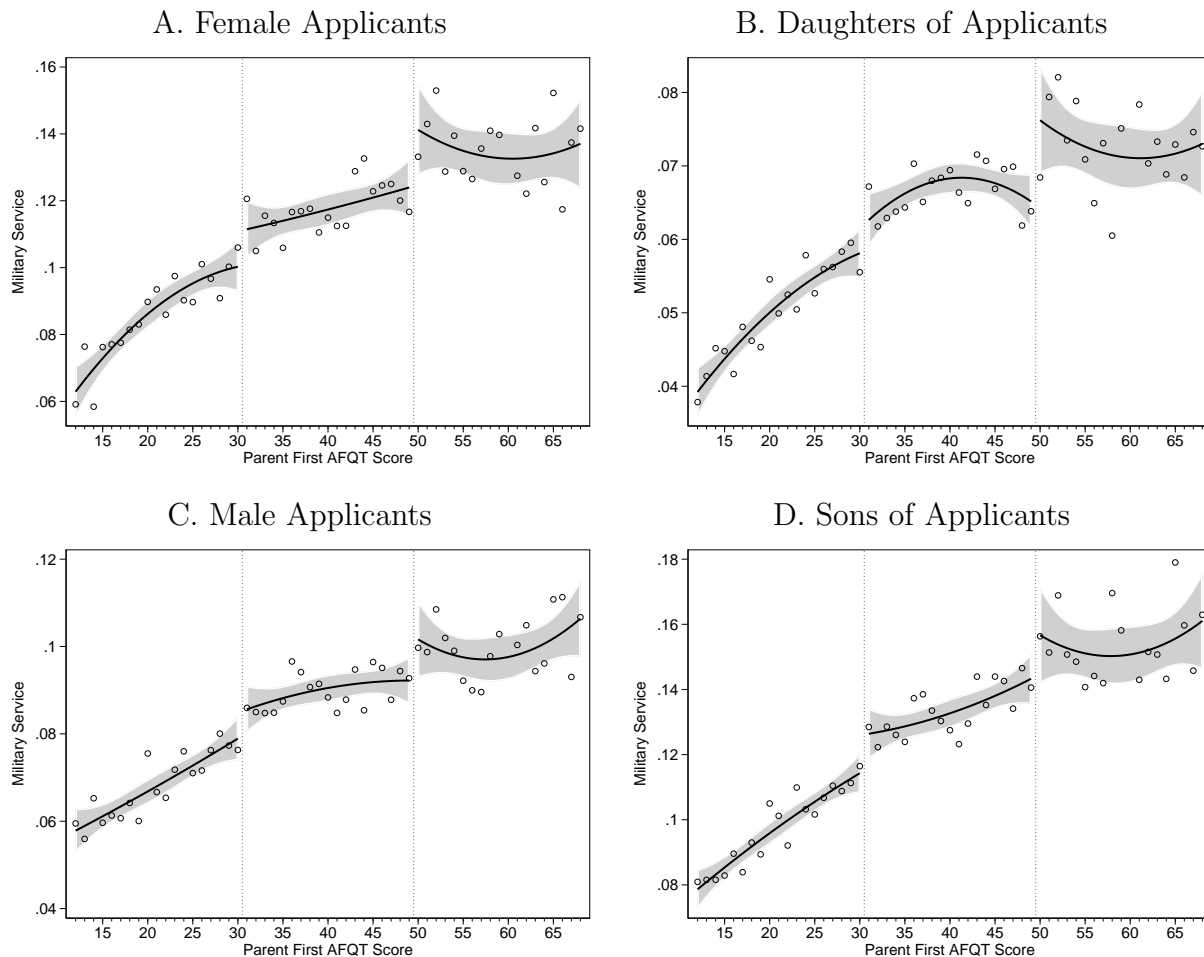 A. Female Applicants
.16
.14
.12
.1
.08
.06
Military Service
15 20 25 30 35 40 45 50 55 60 65
Parent First AFQT Score
B. Daughters of Applicants
.08
.07
.06
.05
.04
Military Service
15 20 25 30 35 40 45 50 55 60 65
Parent First AFQT Score
C. Male Applicants
.12
.1
.08
.06
.04
Military Service
15 20 25 30 35 40 45 50 55 60 65
Parent First AFQT Score
D. Sons of Applicants
.18
.16
.14
.12
.1
.08
Military Service
15 20 25 30 35 40 45 50 55 60 65
Parent First AFQT Score